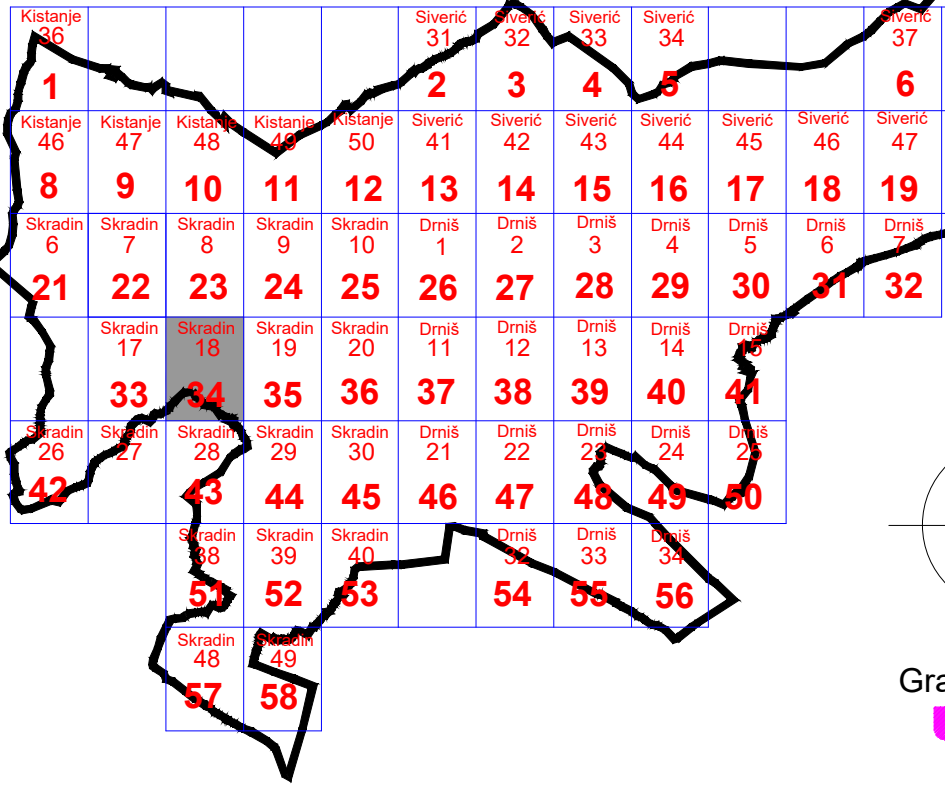 Kistanje Siverić Siverić Siverić Siverić Siverić
36 31 32 33 34 37
1 2 3 4 5 6
Kistanje Kistanje Kistanje Kistanje Kistanje Siverić Siverić Siverić Siverić Siverić Siverić Siverić
46 47 48 49 50 41 42 43 44 45 46 47
8 9 10 11 12 13 14 15 16 17 18 19
Skradin Skradin Skradin Skradin Skradin Drniš Drniš Drniš Drniš Drniš Drniš Drniš
6 7 8 9 10 1 2 3 4 5 6 7
21 22 23 24 25 26 27 28 29 30 31 32
Skradin Skradin Skradin Skradin Drniš Drniš Drniš Drniš Drniš
17 18 19 20 11 12 13 14 15
33 34 35 36 37 38 39 40 41
Skradin Skradin Skradin Skradin Skradin Drniš Drniš Drniš Drniš Drniš
26 27 28 29 30 21 22 23 24 25
42 43 44 45 46 47 48 49 50
Skradin Skradin Skradin Drniš Drniš Drniš
38 39 40 32 33 34
51 52 53 54 55 56
Skradin Skradin
48 49
57 58
Gra